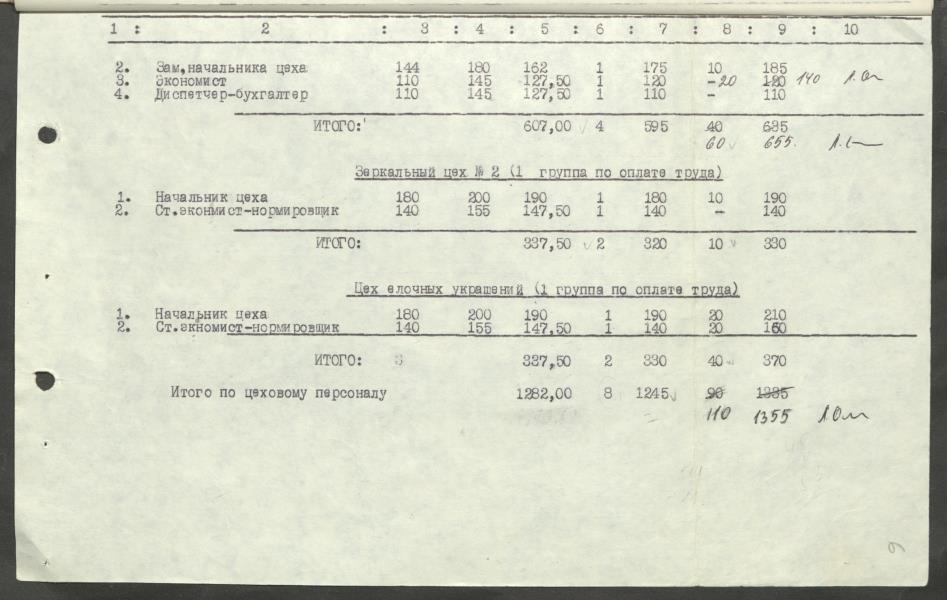 1 : 2 : 3 : 4 : 5 : 6 : 7 : 8 : 9 : 10
2. Зам,начальника цеха 144 180 162 1 175 10 185
3. Экономист 110 145 127,50 1 120 -20 120 140
4. Диспетчер-бухгалтер 110 145 127,50 1 110 - 110
ИТОГО: 607,00 4 595 40 635
60 655.
Зеркальный цех № 2 (1 группа по оплате труда)
1. Начальник цеха 180 200 190 1 180 10 190
2. Ст.экономист-нормировщик 140 155 147,50 1 140 - 140
ИТОГО: 337,50 2 320 10 330
Цех елочных украшений (1 группа по оплате труда)
1. Начальник цеха 180 200 190 1 190 20 210
2. Ст.экномист-нормировщик 140 155 147,50 1 140 20 160
ИТОГО: 337,50 2 330 40 370
Итого по цеховому персоналу 1282,00 8 1245 90 1335
110 1355